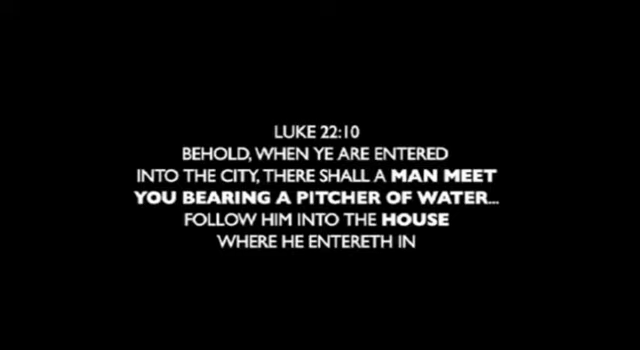 LUKE 22:10
BEHOLD, WHEN YE ARE ENTERED
INTO THE CITY, THERE SHALL A MAN MEET
YOU BEARING A PITCHER OF WATER...
FOLLOW HIM INTO THE HOUSE
WHERE HE ENTERETH IN